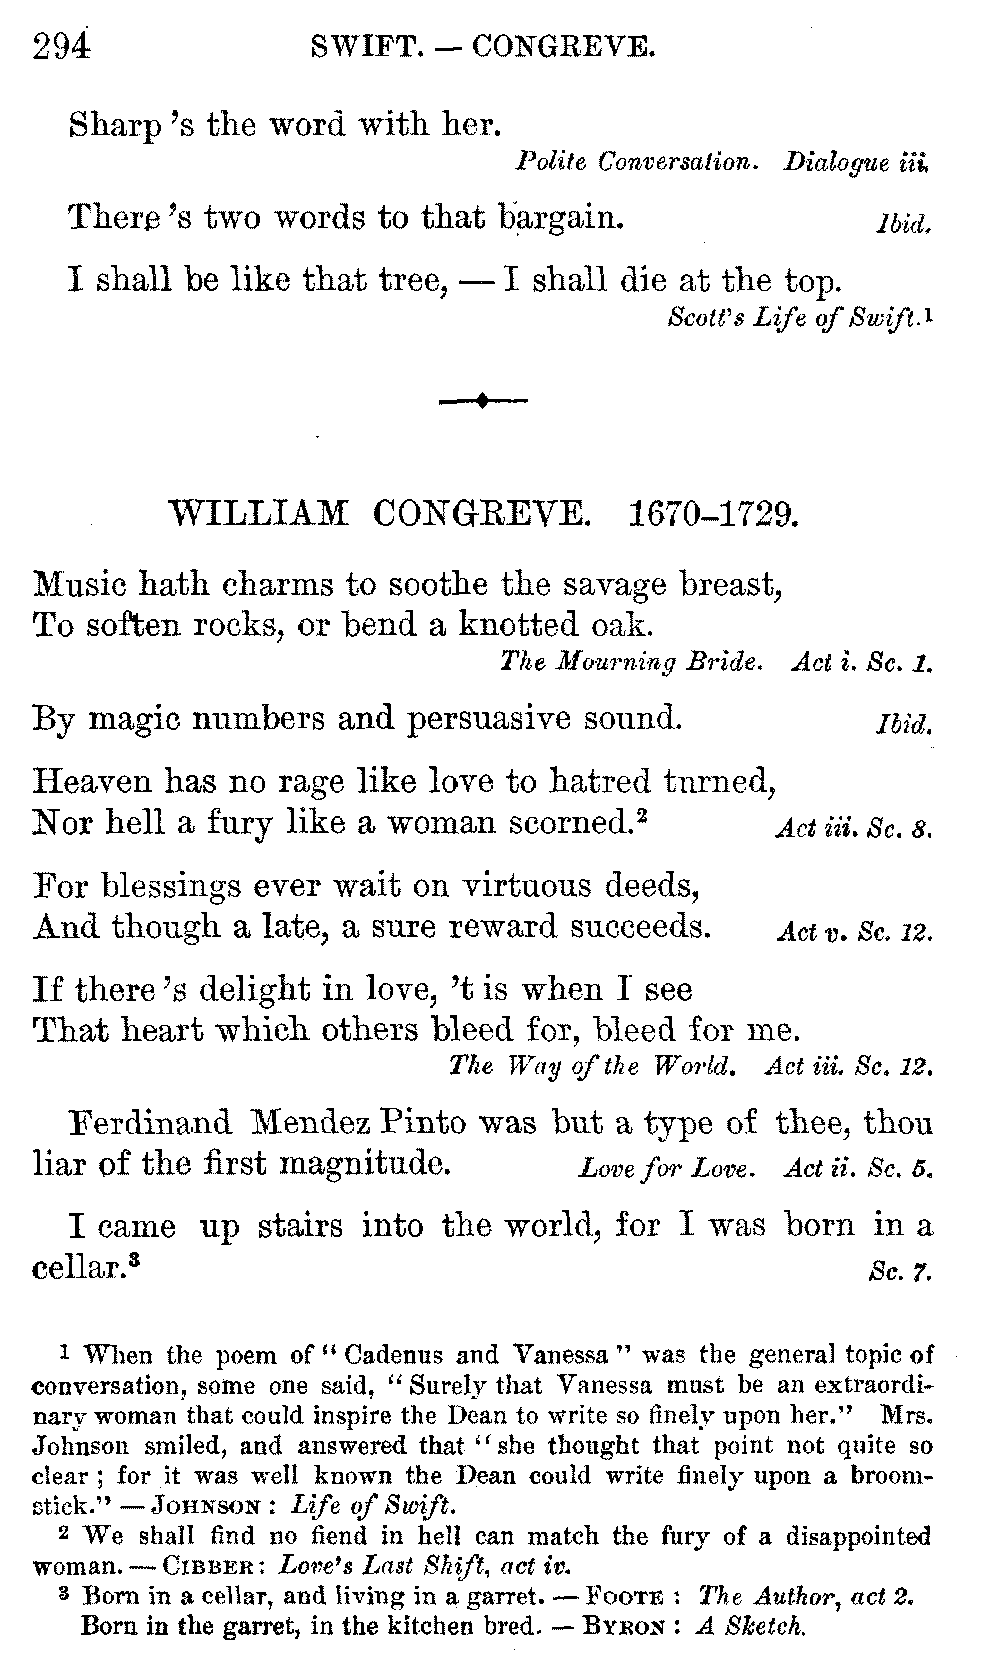 294 SWIFT. — CONGREVE.
Sharp 's the word with her.
Polite Conversation. Dialogue iii.
There 's two words to that bargain. Ibid.
I shall be like that tree, — I shall die at the top.
Scott's Life of Swift.¹
WILLIAM CONGREVE. 1670–1729.
Music hath charms to soothe the savage breast,
To soften rocks, or bend a knotted oak.
The Mourning Bride. Act i. Sc. 1.
By magic numbers and persuasive sound. Ibid.
Heaven has no rage like love to hatred turned,
Nor hell a fury like a woman scorned.² Act iii. Sc. 8.
For blessings ever wait on virtuous deeds,
And though a late, a sure reward succeeds. Act v. Sc. 12.
If there 's delight in love, 't is when I see
That heart which others bleed for, bleed for me.
The Way of the World. Act iii. Sc. 12.
Ferdinand Mendez Pinto was but a type of thee, thou
liar of the first magnitude. Love for Love. Act ii. Sc. 5.
I came up stairs into the world, for I was born in a
cellar.³ Sc. 7.
¹ When the poem of "Cadenus and Vanessa" was the general topic of
conversation, some one said, "Surely that Vanessa must be an extraordi-
nary woman that could inspire the Dean to write so finely upon her." Mrs.
Johnson smiled, and answered that "she thought that point not quite so
clear; for it was well known the Dean could write finely upon a broom-
stick." — JOHNSON: Life of Swift.
² We shall find no fiend in hell can match the fury of a disappointed
woman. — CIBBER: Love's Last Shift, act iv.
³ Born in a cellar, and living in a garret. — FOOTE: The Author, act 2.
Born in the garret, in the kitchen bred. — BYRON: A Sketch.